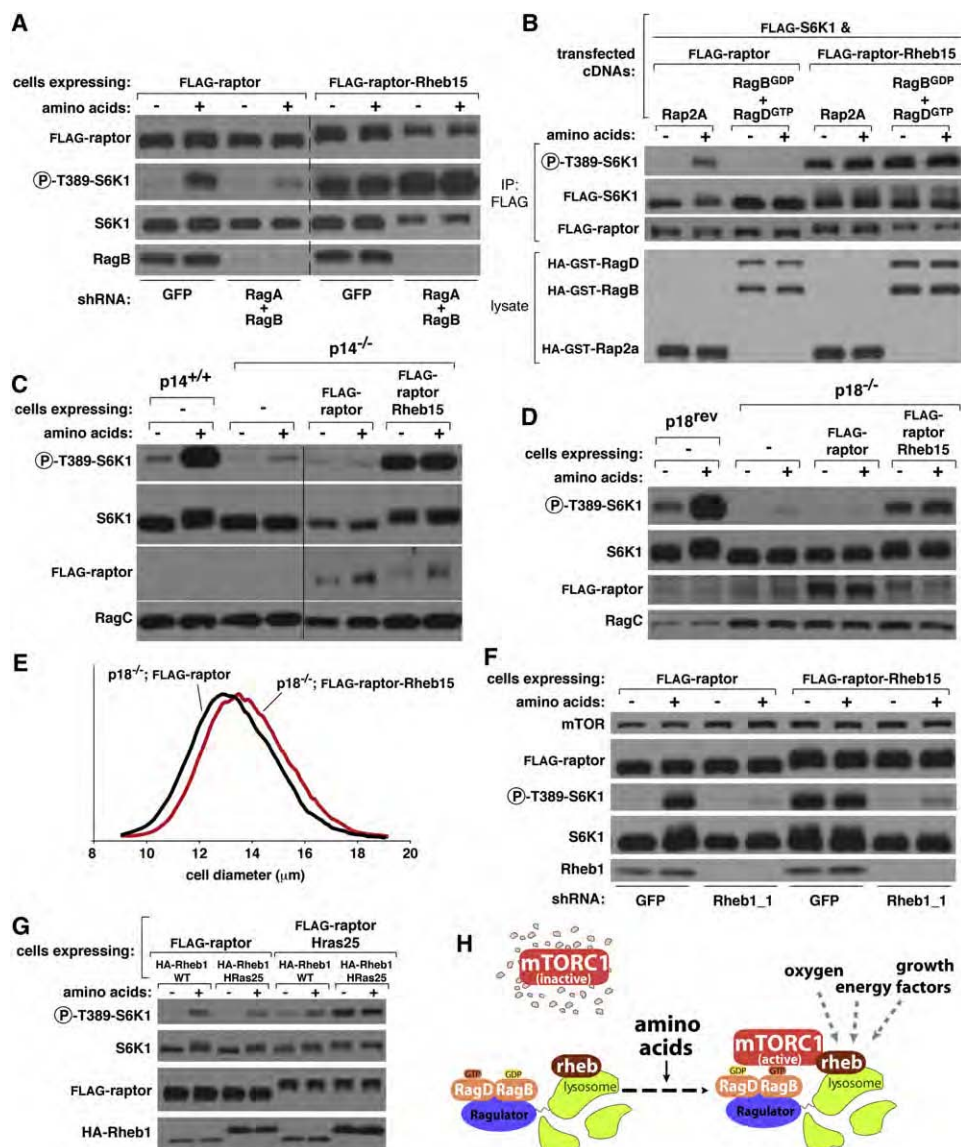 A
cells expressing: FLAG-raptor FLAG-raptor-Rheb15
amino acids: - + - + - + - +
FLAG-raptor
Ⓟ-T389-S6K1
S6K1
RagB
shRNA: GFP RagA + RagB GFP RagA + RagB
B
FLAG-S6K1 &
transfected cDNAs: FLAG-raptor FLAG-raptor-Rheb15
Rap2A RagBGDP + RagDGTP Rap2A RagBGDP + RagDGTP
amino acids: - + - + - + - +
IP: FLAG
Ⓟ-T389-S6K1
FLAG-S6K1
FLAG-raptor
lysate
HA-GST-RagD
HA-GST-RagB
HA-GST-Rap2a
C
p14+/+ p14-/-
cells expressing: - - FLAG-raptor FLAG-raptor Rheb15
amino acids: - + - + - + - +
Ⓟ-T389-S6K1
S6K1
FLAG-raptor
RagC
D
p18rev p18-/-
cells expressing: - - FLAG-raptor FLAG-raptor Rheb15
amino acids: - + - + - + - +
Ⓟ-T389-S6K1
S6K1
FLAG-raptor
RagC
E
p18-/-; FLAG-raptor
p18-/-; FLAG-raptor-Rheb15
8 10 12 14 16 18 20
cell diameter (µm)
F
cells expressing: FLAG-raptor FLAG-raptor-Rheb15
amino acids: - + - + - + - +
mTOR
FLAG-raptor
Ⓟ-T389-S6K1
S6K1
Rheb1
shRNA: GFP Rheb1_1 GFP Rheb1_1
G
cells expressing: FLAG-raptor FLAG-raptor Hras25
HA-Rheb1 WT HA-Rheb1 HRas25 HA-Rheb1 WT HA-Rheb1 HRas25
amino acids: - + - + - + - +
Ⓟ-T389-S6K1
S6K1
FLAG-raptor
HA-Rheb1
H
mTORC1
(inactive)
rheb
lysosome
GTP GDP
RagD RagB
Ragulator
amino
acids
oxygen
energy
growth
factors
mTORC1
(active)
rheb
lysosome
GDP GTP
RagD RagB
Ragulator